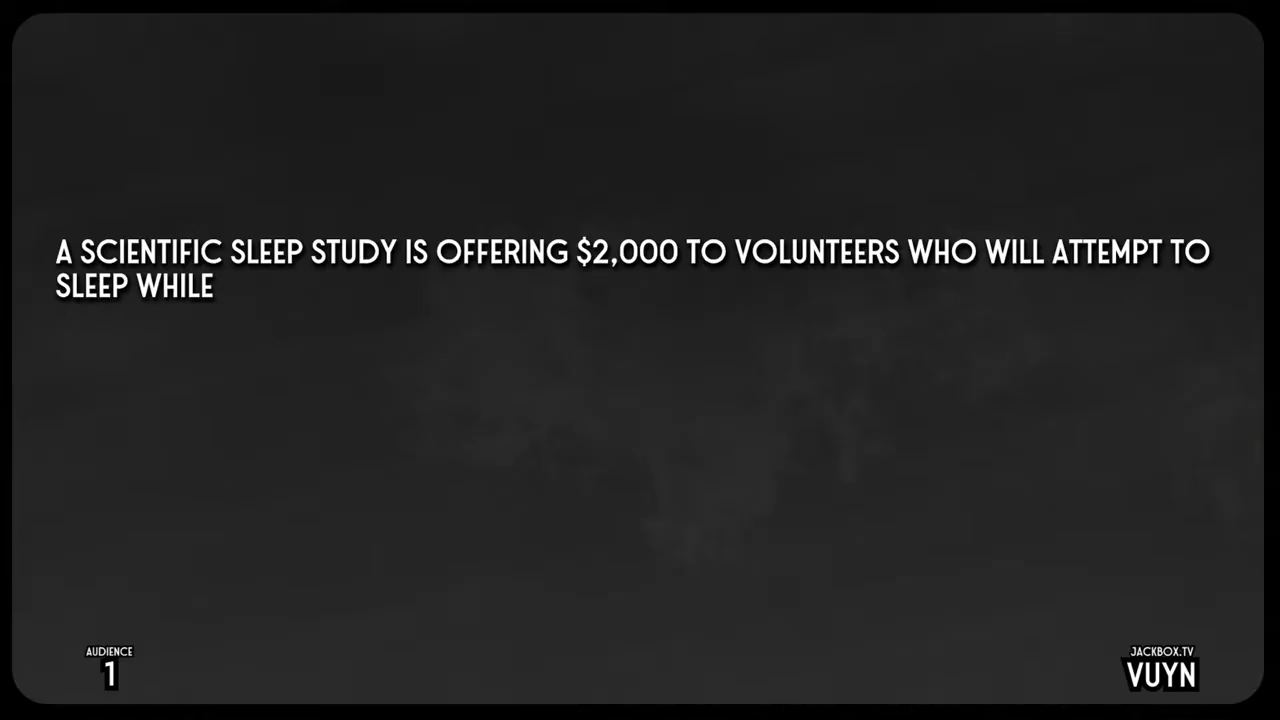 A SCIENTIFIC SLEEP STUDY IS OFFERING $2,000 TO VOLUNTEERS WHO WILL ATTEMPT TO
SLEEP WHILE
AUDIENCE
1
JACKBOX.TV
VUYN